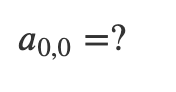 a₀,₀ =?